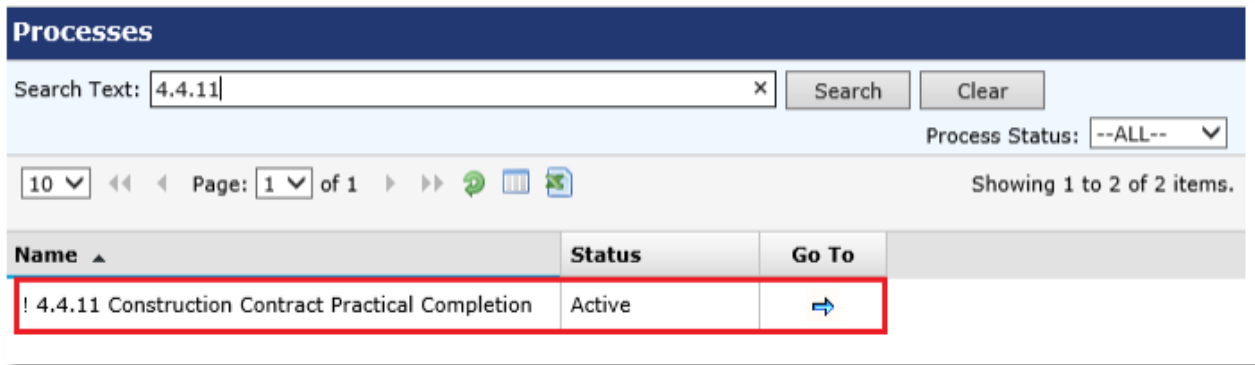 Processes
Search Text: 4.4.11 × Search Clear
Process Status: --ALL--
10 Page: 1 of 1 Showing 1 to 2 of 2 items.
Name Status Go To
! 4.4.11 Construction Contract Practical Completion Active